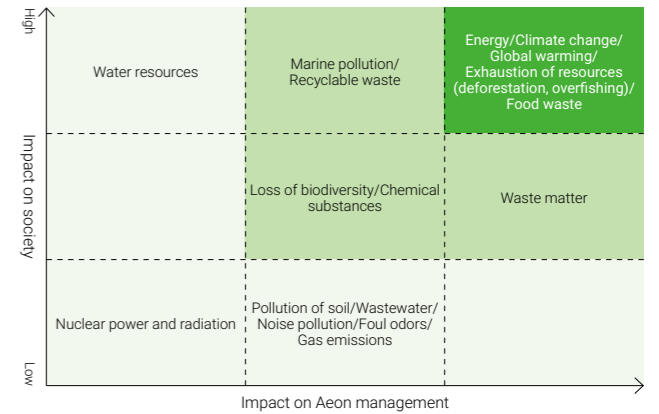 High
Water resources
Marine pollution/
Recyclable waste
Energy/Climate change/
Global warming/
Exhaustion of resources
(deforestation, overfishing)/
Food waste
Impact on society
Loss of biodiversity/Chemical
substances
Waste matter
Nuclear power and radiation
Pollution of soil/Wastewater/
Noise pollution/Foul odors/
Gas emissions
Low
Impact on Aeon management